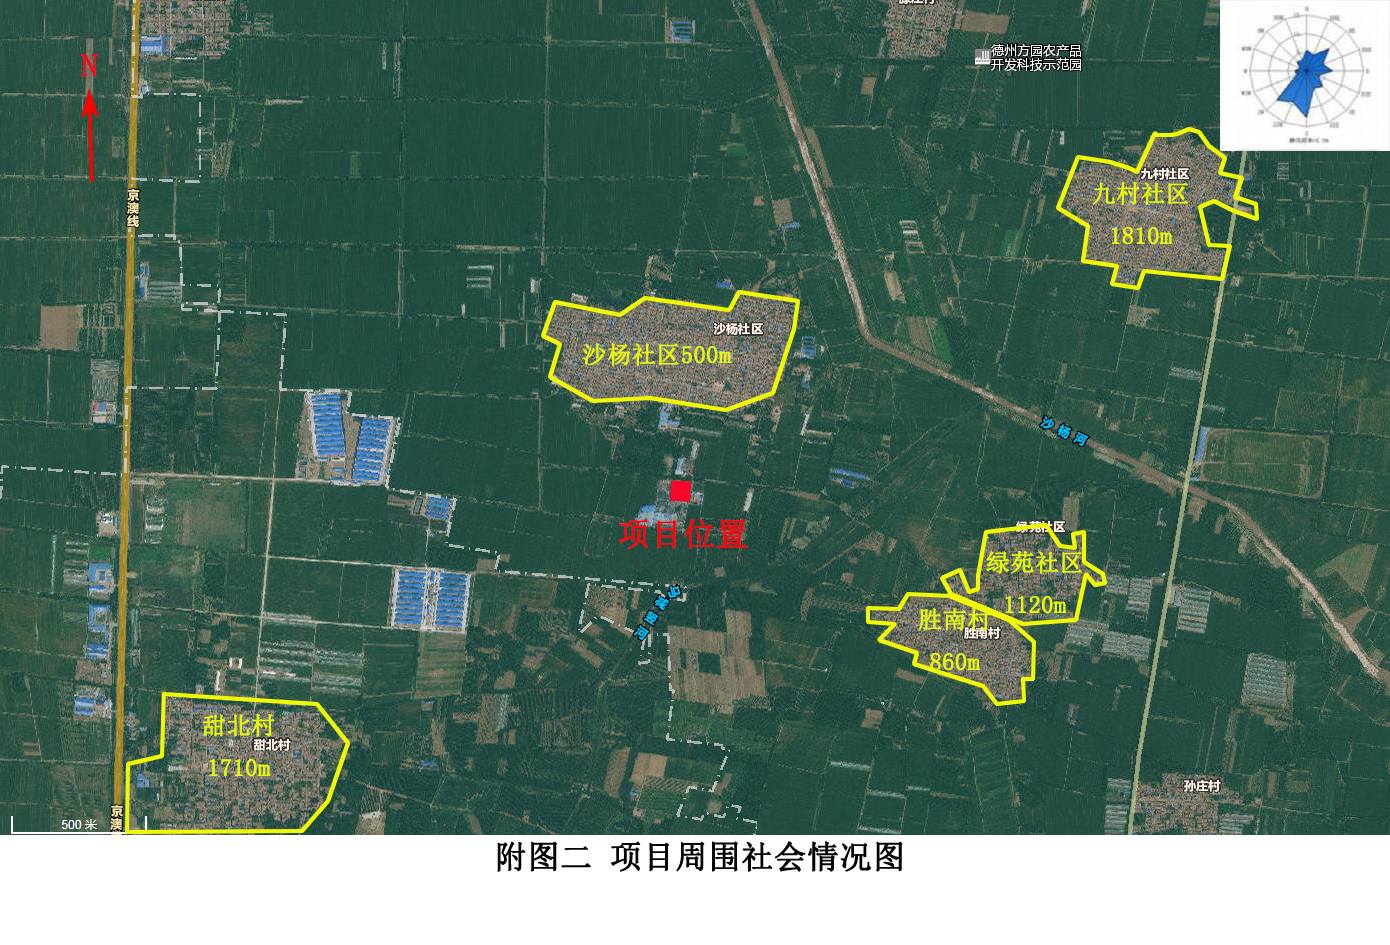 德州方园农产品
开发科技示范园
N
京澳线
九村社区
九村社区
1810m
沙杨社区
沙杨社区500m
沙杨河
项目位置
绿苑社区
绿苑社区
1120m
胜南村
胜南村
860m
甜北村
甜北村
1710m
孙庄村
500 米
京澳
附图二 项目周围社会情况图